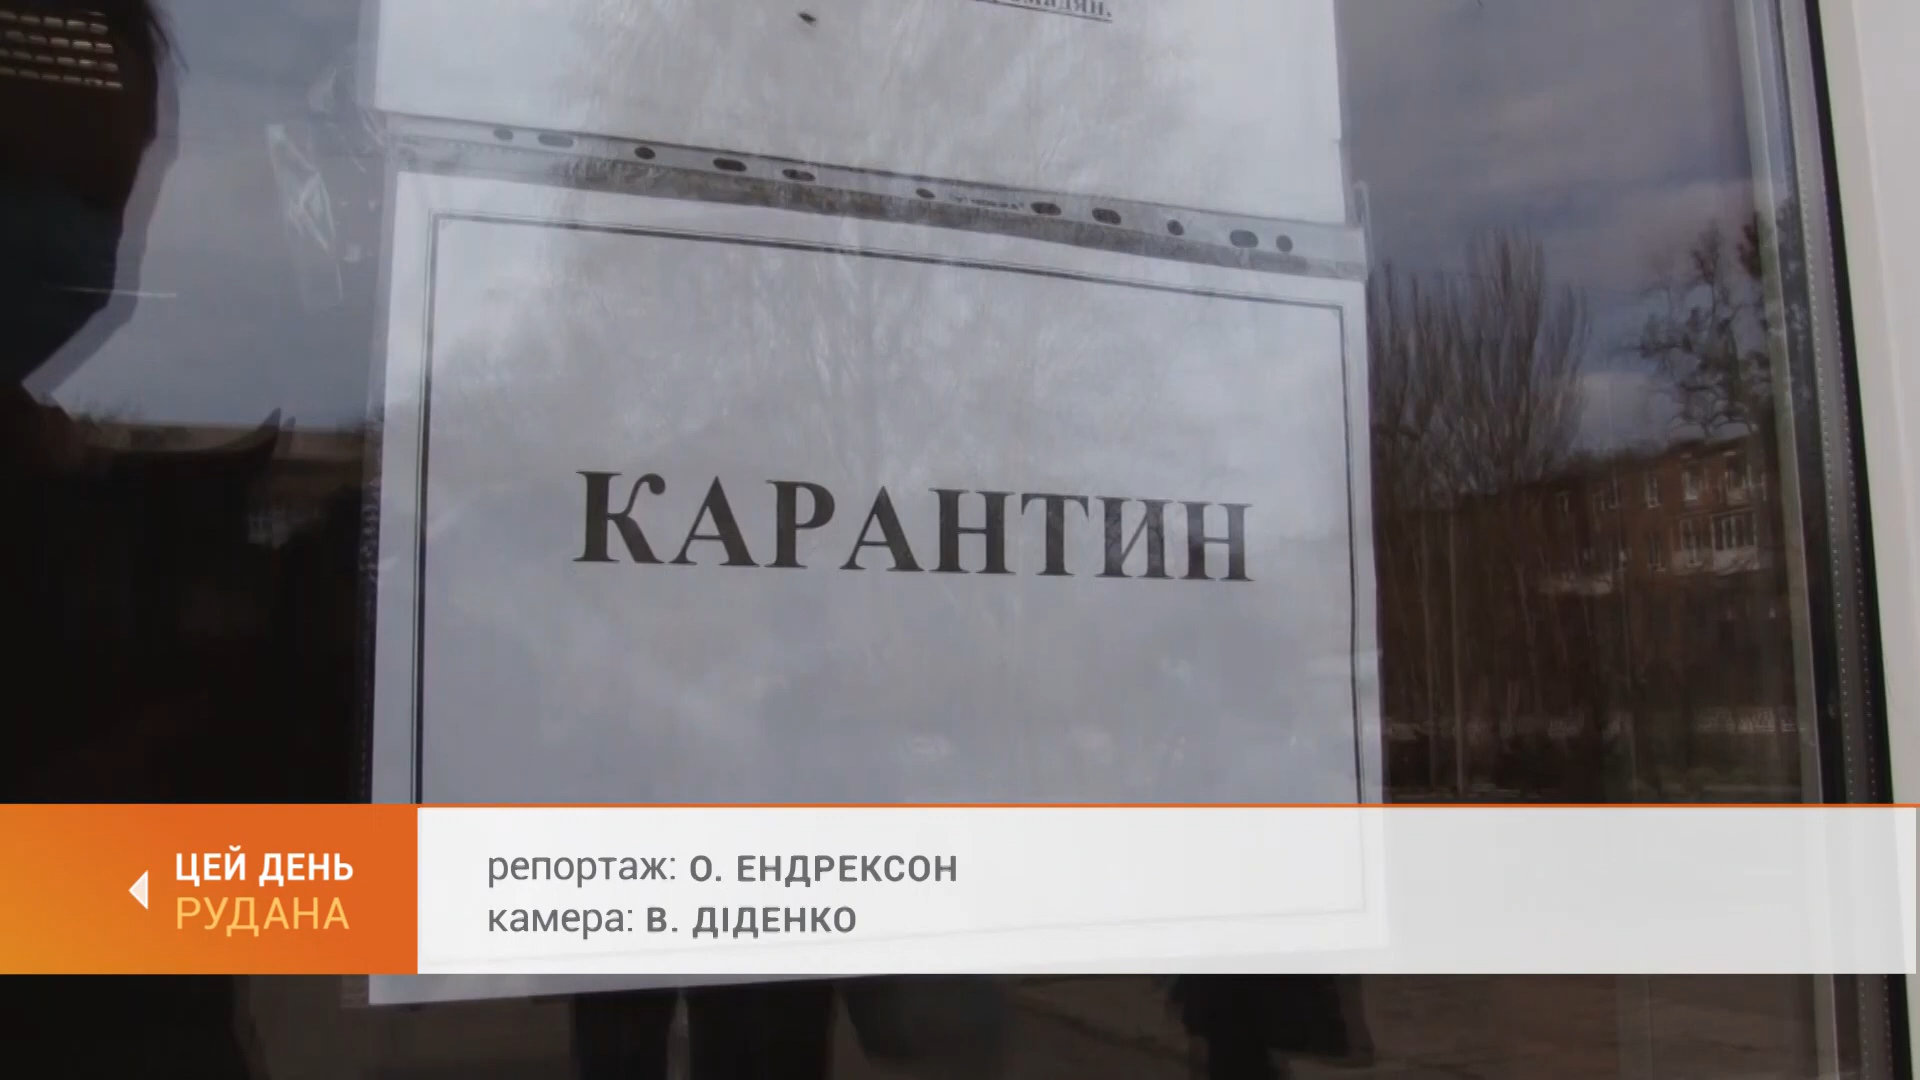 КАРАНТИН
ЦЕЙ ДЕНЬ
РУДАНА
репортаж: О. ЕНДРЕКСОН
камера: В. ДІДЕНКО